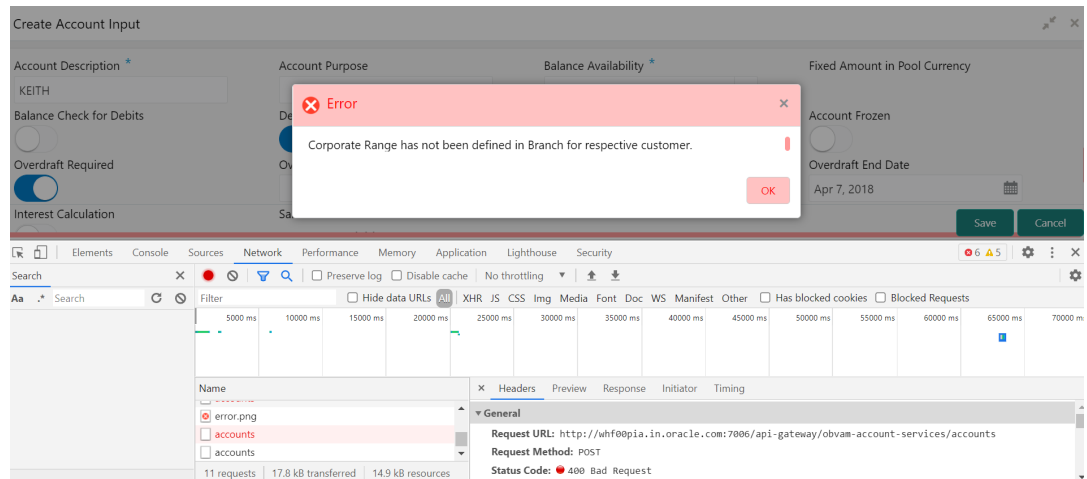 Create Account Input
Account Description *
Account Purpose
Balance Availability *
Fixed Amount in Pool Currency
KEITH
Error
Balance Check for Debits
Account Frozen
Corporate Range has not been defined in Branch for respective customer.
Overdraft Required
Overdraft End Date
OK
Apr 7, 2018
Interest Calculation
Save Cancel
Elements Console Sources Network Performance Memory Application Lighthouse Security 6 5
Search
Preserve log Disable cache No throttling
Aa .* Search
Filter Hide data URLs All XHR JS CSS Img Media Font Doc WS Manifest Other Has blocked cookies Blocked Requests
5000 ms 10000 ms 15000 ms 20000 ms 25000 ms 30000 ms 35000 ms 40000 ms 45000 ms 50000 ms 55000 ms 60000 ms 65000 ms 70000 m
Name
Headers Preview Response Initiator Timing
error.png
General
accounts
Request URL: http://whf00pia.in.oracle.com:7006/api-gateway/obvam-account-services/accounts
accounts
Request Method: POST
11 requests 17.8 kB transferred 14.9 kB resources
Status Code: 400 Bad Request